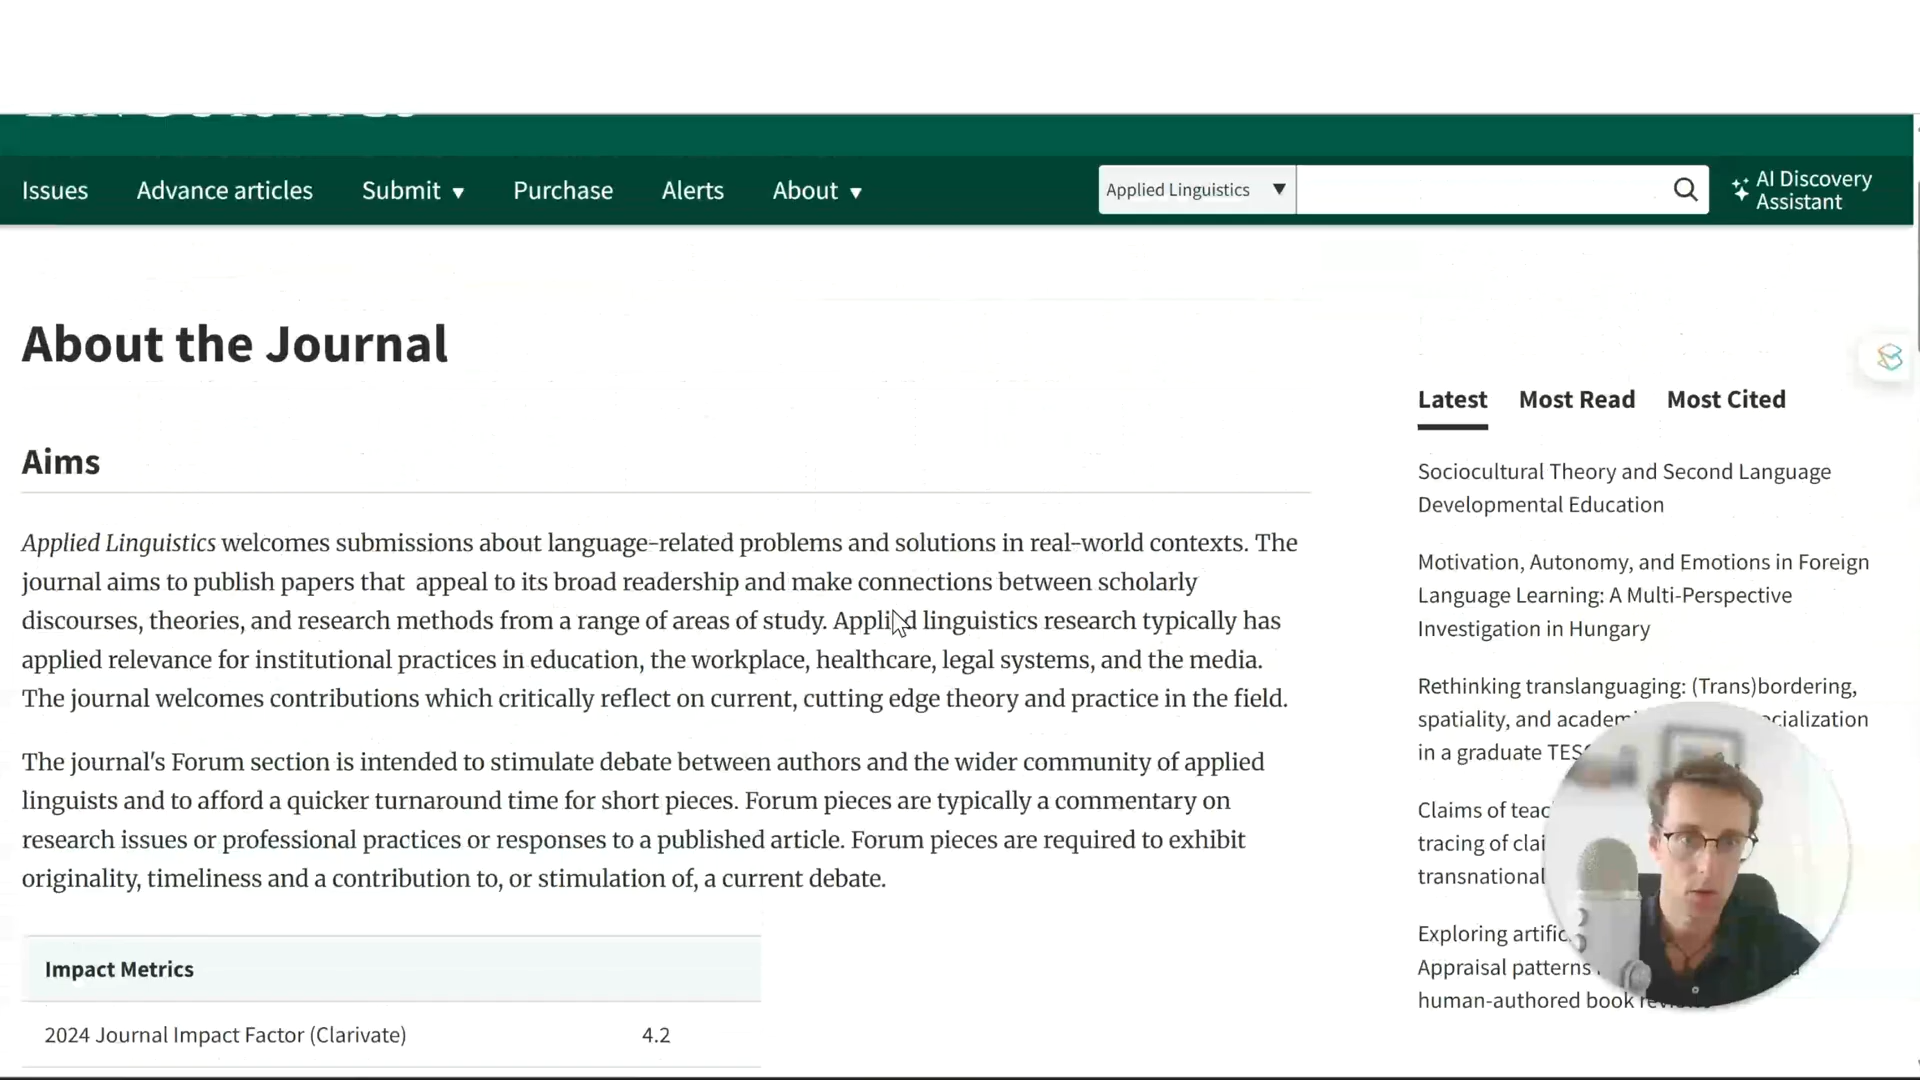 Issues
Advance articles
Submit
Purchase
Alerts
About
Applied Linguistics
AI Discovery
Assistant
About the Journal
Aims
Applied Linguistics welcomes submissions about language-related problems and solutions in real-world contexts. The
journal aims to publish papers that appeal to its broad readership and make connections between scholarly
discourses, theories, and research methods from a range of areas of study. Applied linguistics research typically has
applied relevance for institutional practices in education, the workplace, healthcare, legal systems, and the media.
The journal welcomes contributions which critically reflect on current, cutting edge theory and practice in the field.
The journal's Forum section is intended to stimulate debate between authors and the wider community of applied
linguists and to afford a quicker turnaround time for short pieces. Forum pieces are typically a commentary on
research issues or professional practices or responses to a published article. Forum pieces are required to exhibit
originality, timeliness and a contribution to, or stimulation of, a current debate.
Impact Metrics
2024 Journal Impact Factor (Clarivate) 4.2
Latest Most Read Most Cited
Sociocultural Theory and Second Language
Developmental Education
Motivation, Autonomy, and Emotions in Foreign
Language Learning: A Multi-Perspective
Investigation in Hungary
Rethinking translanguaging: (Trans)bordering,
spatiality, and
in a graduate
Claims of
tracing of
transnational
Exploring
Appraisal patterns
human-authored book